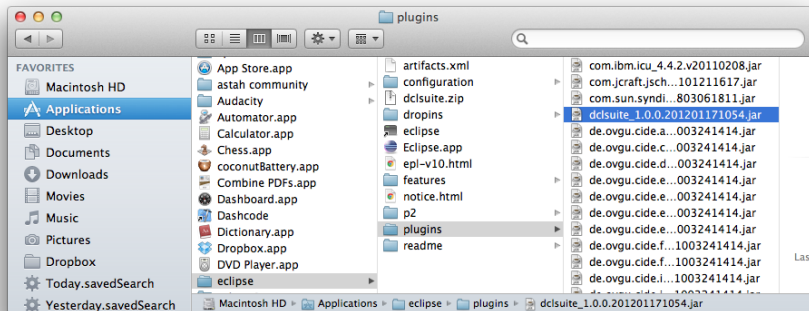 plugins
FAVORITES
Macintosh HD
Applications
Desktop
Documents
Downloads
Movies
Music
Pictures
Dropbox
Today.savedSearch
Yesterday.savedSearch
App Store.app
astah community
Audacity
Automator.app
Calculator.app
Chess.app
coconutBattery.app
Combine PDFs.app
Dashboard.app
Dashcode
Dictionary.app
Dropbox.app
DVD Player.app
eclipse
artifacts.xml
configuration
dclsuite.zip
dropins
eclipse
Eclipse.app
epl-v10.html
features
notice.html
p2
plugins
readme
com.ibm.icu_4.4.2.v20110208.jar
com.jcraft.jsch...101211617.jar
com.sun.syndi...803061811.jar
dclsuite_1.0.0.201201171054.jar
de.ovgu.cide.a...003241414.jar
de.ovgu.cide.c...003241414.jar
de.ovgu.cide.e...003241414.jar
de.ovgu.cide.e...003241414.jar
de.ovgu.cide.e...003241414.jar
de.ovgu.cide.e...003241414.jar
de.ovgu.cide.f...1003241414.jar
de.ovgu.cide.f...1003241414.jar
de.ovgu.cide.i...1003241414.jar
Las
Macintosh HD Applications eclipse plugins dclsuite_1.0.0.201201171054.jar